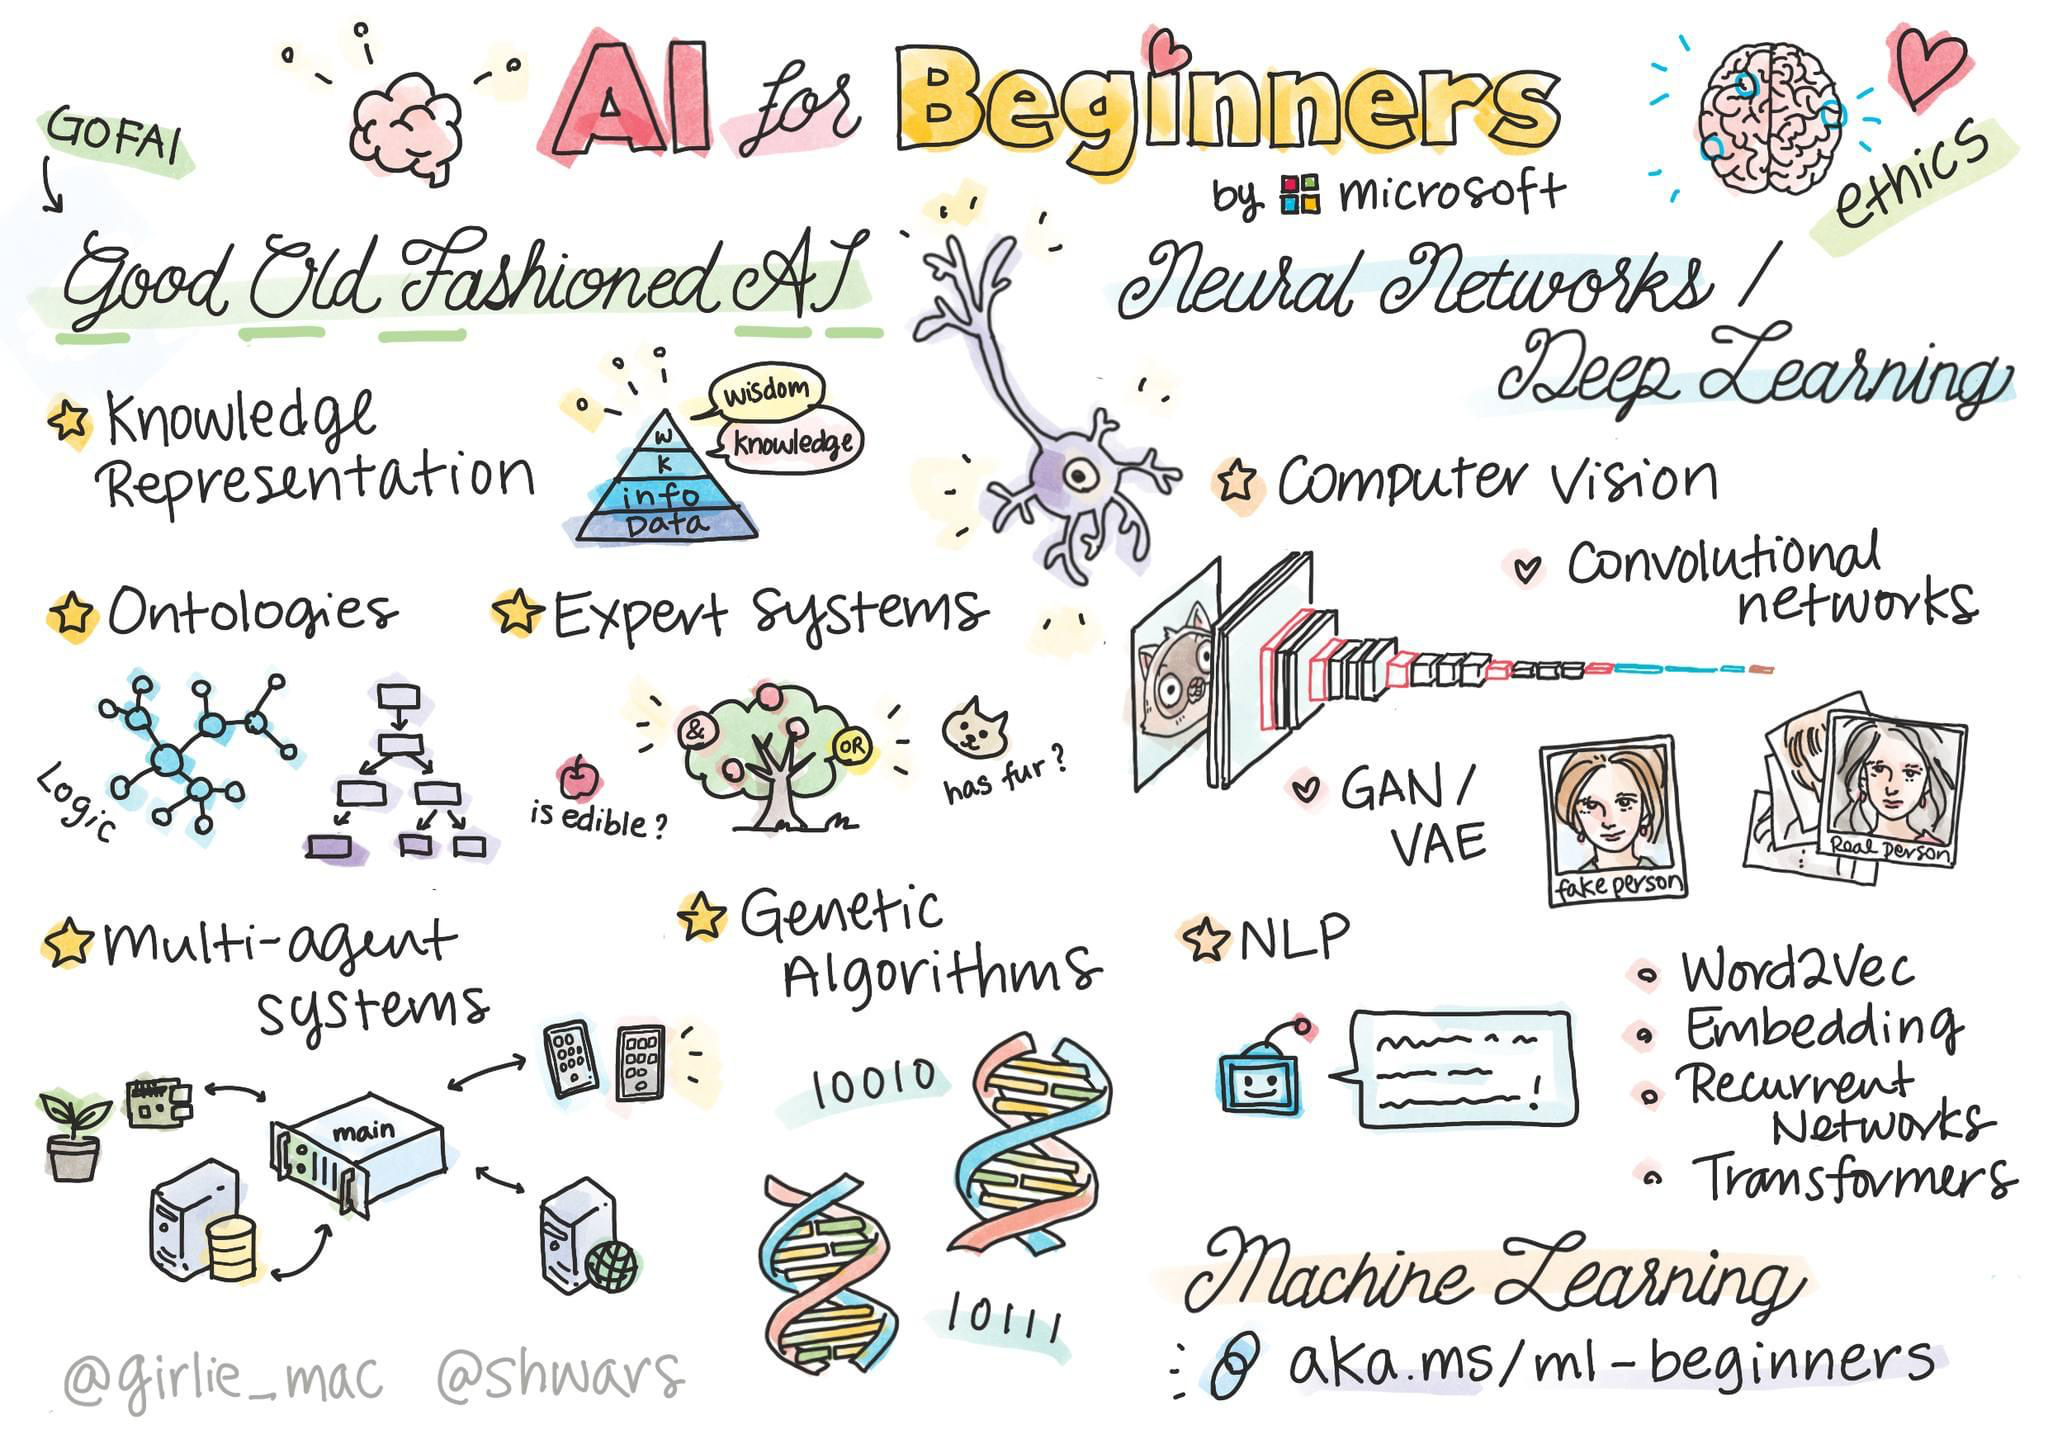 AI for Beginners
by microsoft
GOFAI
Good Old Fashioned AI
Knowledge
Representation
wisdom
knowledge
W
K
info
Data
Ontologies
Logic
Expert systems
&
OR
is edible?
has fur?
Multi-agent
systems
main
Genetic
Algorithms
10010
10111
@girlie_mac @shwars
ethics
Neural Networks /
Deep Learning
Computer Vision
Convolutional
networks
GAN/
VAE
fake person
Real person
NLP
!
Word2Vec
Embedding
Recurrent
Networks
Transformers
Machine Learning
aka.ms/ml-beginners